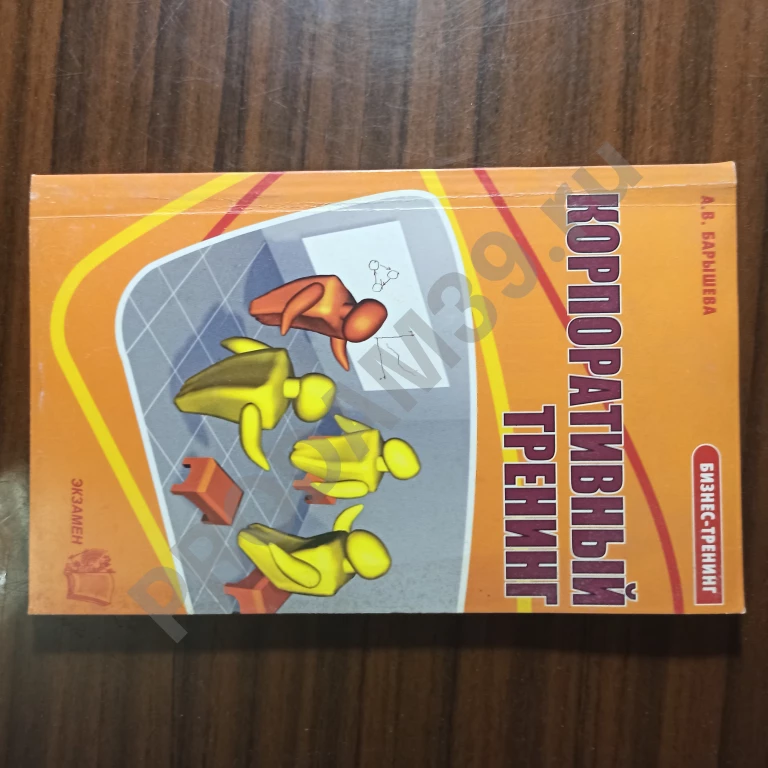 А.В. БАРЫШЕВА
БИЗНЕС-ТРЕНИНГ
КОРПОРАТИВНЫЙ
ТРЕНИНГ
ЭКЗАМЕН